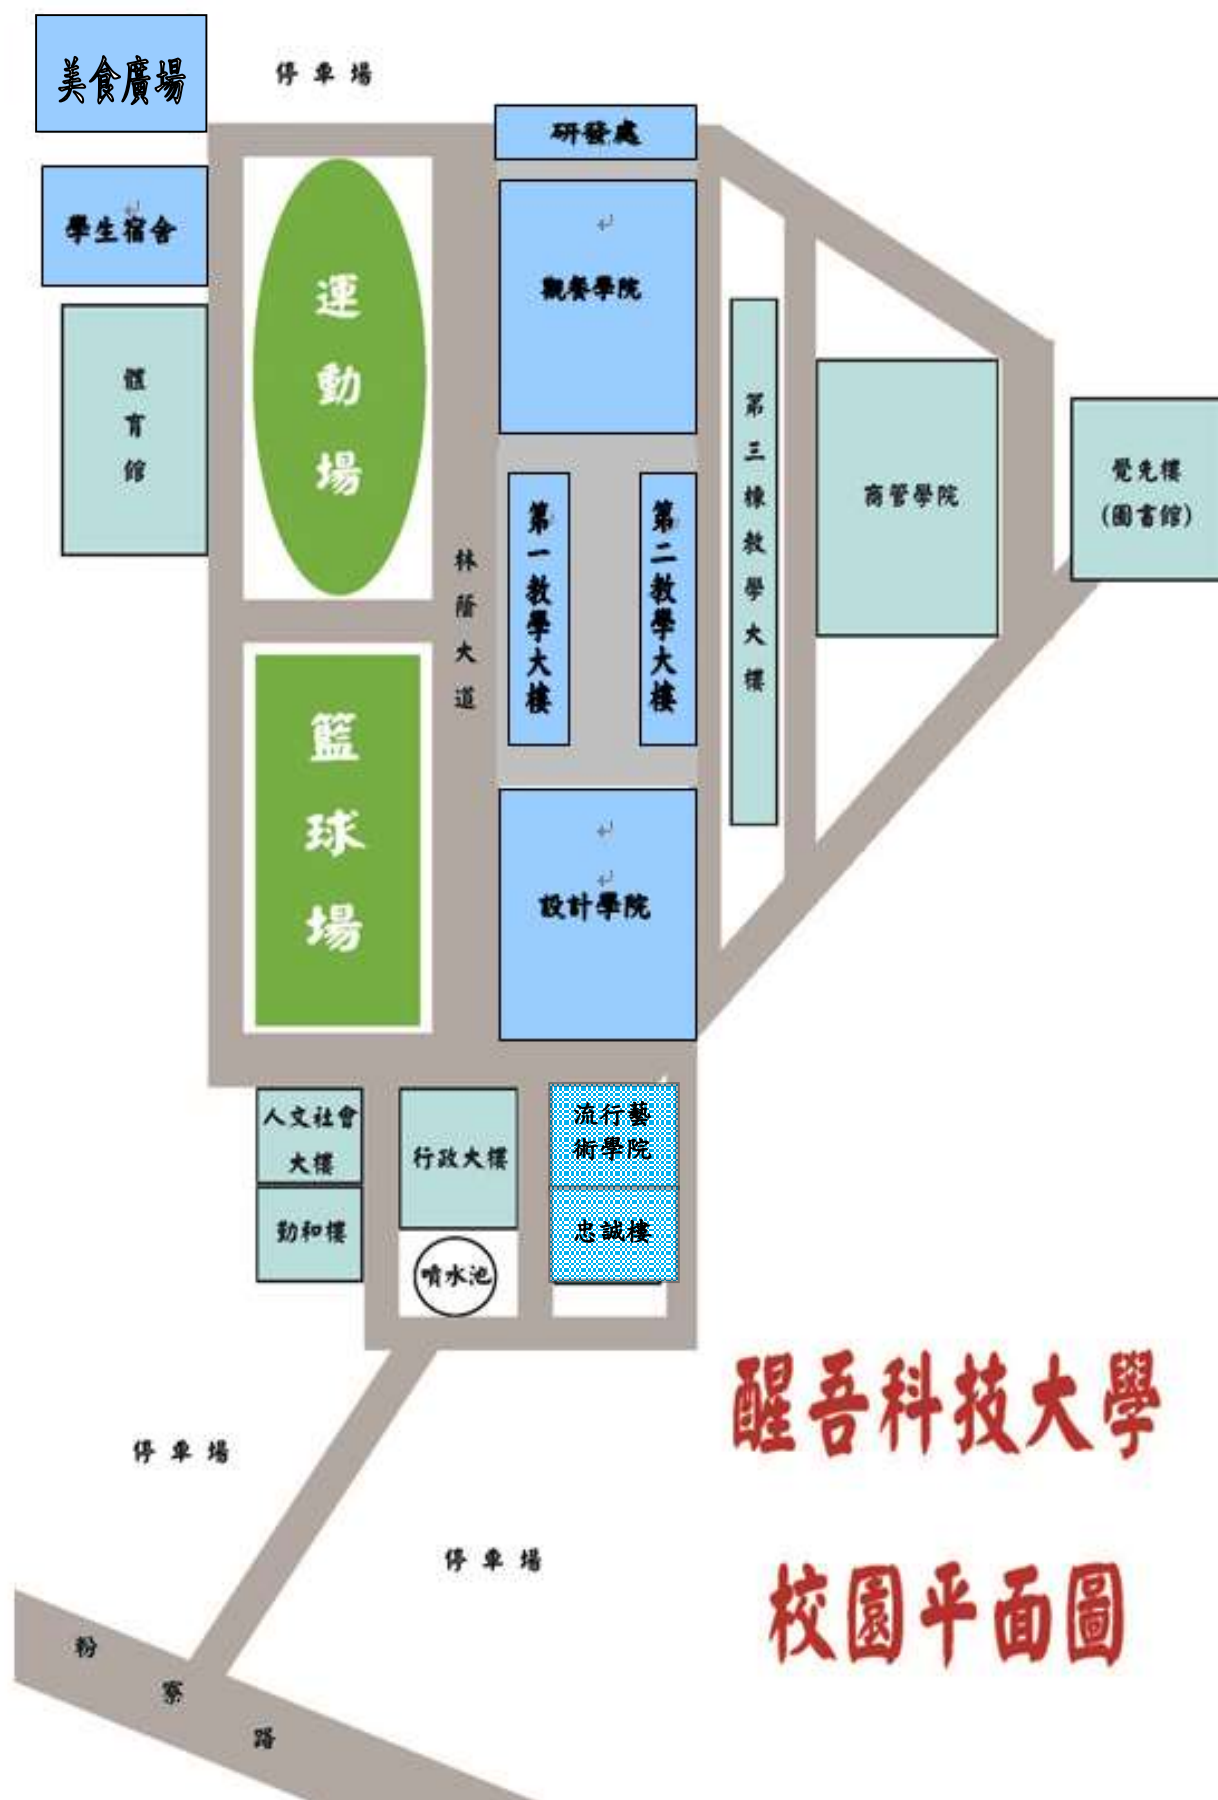 美食廣場
停車場
研發處
學生宿舍
觀餐學院
運動場
體育館
第三棟教學大樓
商管學院
覺先樓
(圖書館)
林蔭大道
第一教學大樓
第二教學大樓
籃球場
設計學院
人文社會
大樓
行政大樓
流行藝
術學院
勤和樓
忠誠樓
噴水池
醒吾科技大學
校園平面圖
停車場
停車場
粉寮路